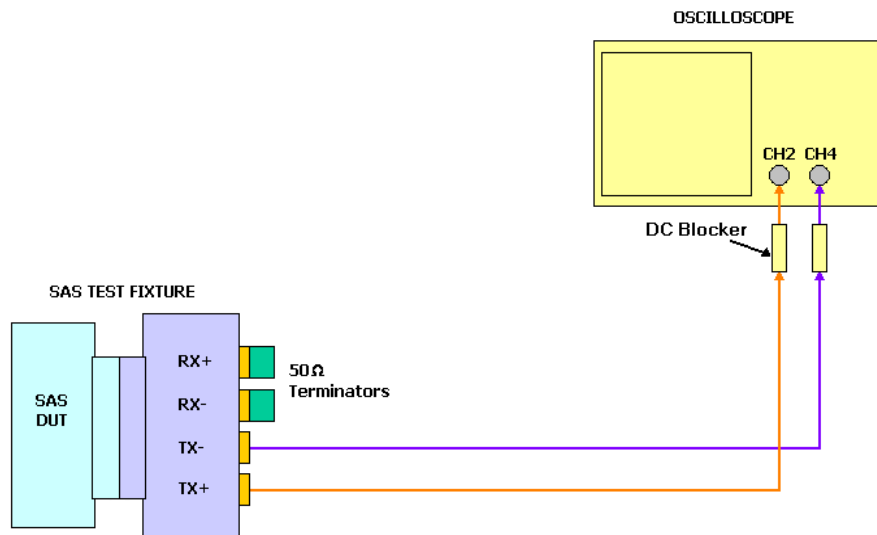 OSCILLOSCOPE
CH2 CH4
DC Blocker
SAS TEST FIXTURE
RX+
50Ω
Terminators
SAS
DUT
RX-
TX-
TX+